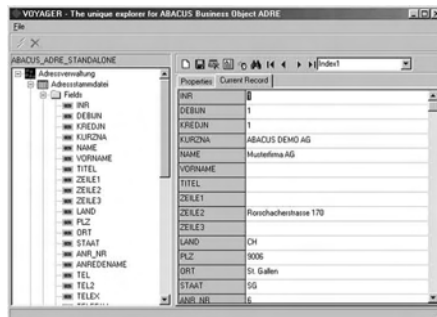 VOYAGER - The unique explorer for ABACUS Business Object ADRE
File
ABACUS_ADRE_STANDALONE
Adressverwaltung
Adressstammdatei
Fields
INR
DEBIJN
KREDJN
KURZNA
NAME
VORNAME
TITEL
ZEILE1
ZEILE2
ZEILE3
LAND
PLZ
ORT
STAAT
ANR_NR
ANREDENAME
TEL
TEL2
TELEX
Index1
Properties Current Record
INR 1
DEBIJN 1
KREDJN 1
KURZNA ABACUS DEMO AG
NAME Musterfirma AG
VORNAME
TITEL
ZEILE1
ZEILE2 Rorschacherstrasse 170
ZEILE3
LAND CH
PLZ 9006
ORT St. Gallen
STAAT SG
ANR_NR 6